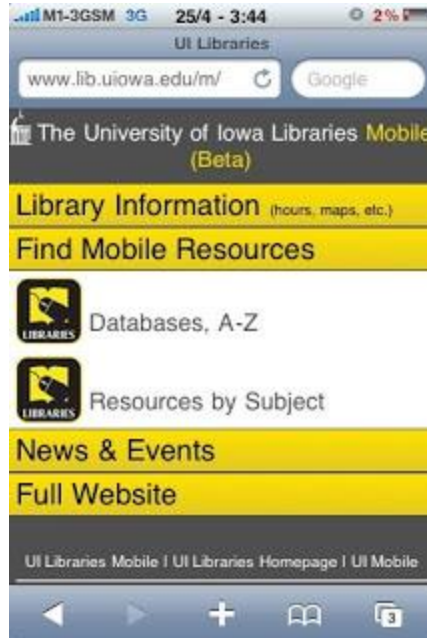 M1-3GSM 3G 25/4 - 3:44 2%
UI Libraries
www.lib.uiowa.edu/m/ Google
The University of Iowa Libraries Mobile
(Beta)
Library Information (hours, maps, etc.)
Find Mobile Resources
LIBRARIES Databases, A-Z
LIBRARIES Resources by Subject
News & Events
Full Website
UI Libraries Mobile | UI Libraries Homepage | UI Mobile
3